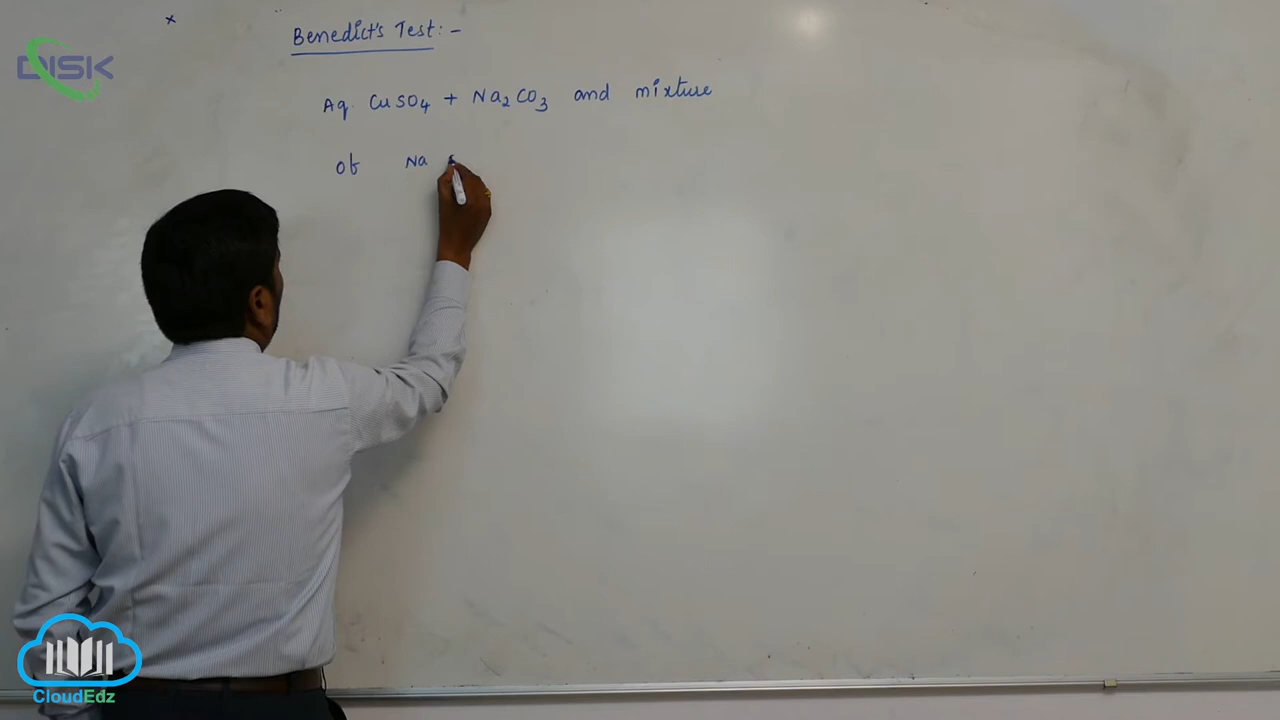 DISK
Benedict's Test:-
Aq. CuSO4 + Na2CO3 and mixture
of Na
CloudEdz